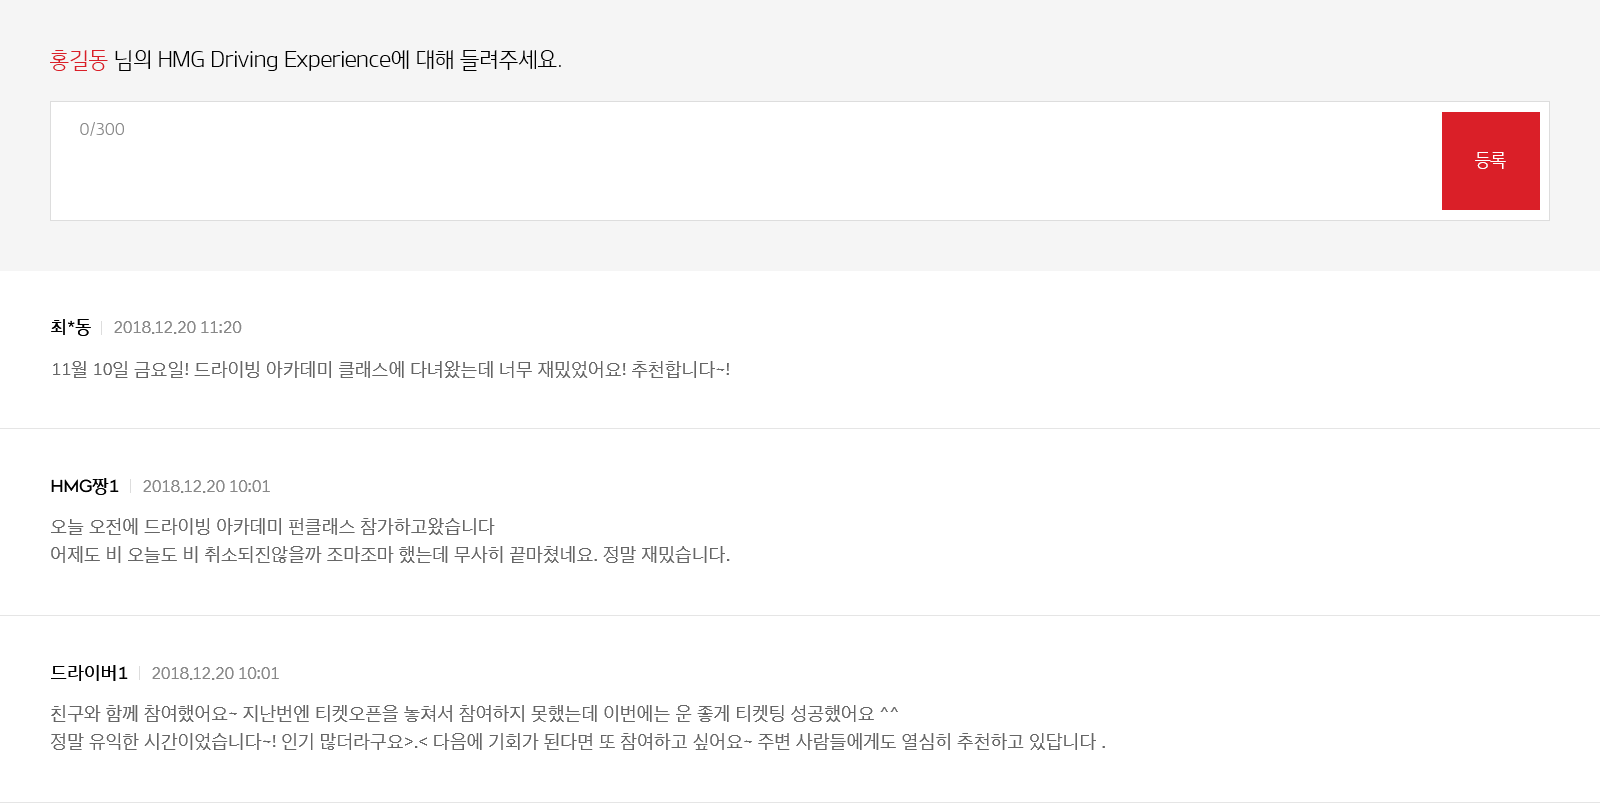 홍길동 님의 HMG Driving Experience에 대해 들려주세요.
0/300
등록
최*동 2018.12.20 11:20
11월 10일 금요일! 드라이빙 아카데미 클래스에 다녀왔는데 너무 재밌었어요! 추천합니다~!
HMG짱1 2018.12.20 10:01
오늘 오전에 드라이빙 아카데미 펀클래스 참가하고왔습니다
어제도 비 오늘도 비 취소되진않을까 조마조마 했는데 무사히 끝마쳤네요. 정말 재밌습니다.
드라이버1 2018.12.20 10:01
친구와 함께 참여했어요~ 지난번엔 티켓오픈을 놓쳐서 참여하지 못했는데 이번에는 운 좋게 티켓팅 성공했어요 ^^
정말 유익한 시간이었습니다~! 인기 많더라구요>.< 다음에 기회가 된다면 또 참여하고 싶어요~ 주변 사람들에게도 열심히 추천하고 있답니다 .